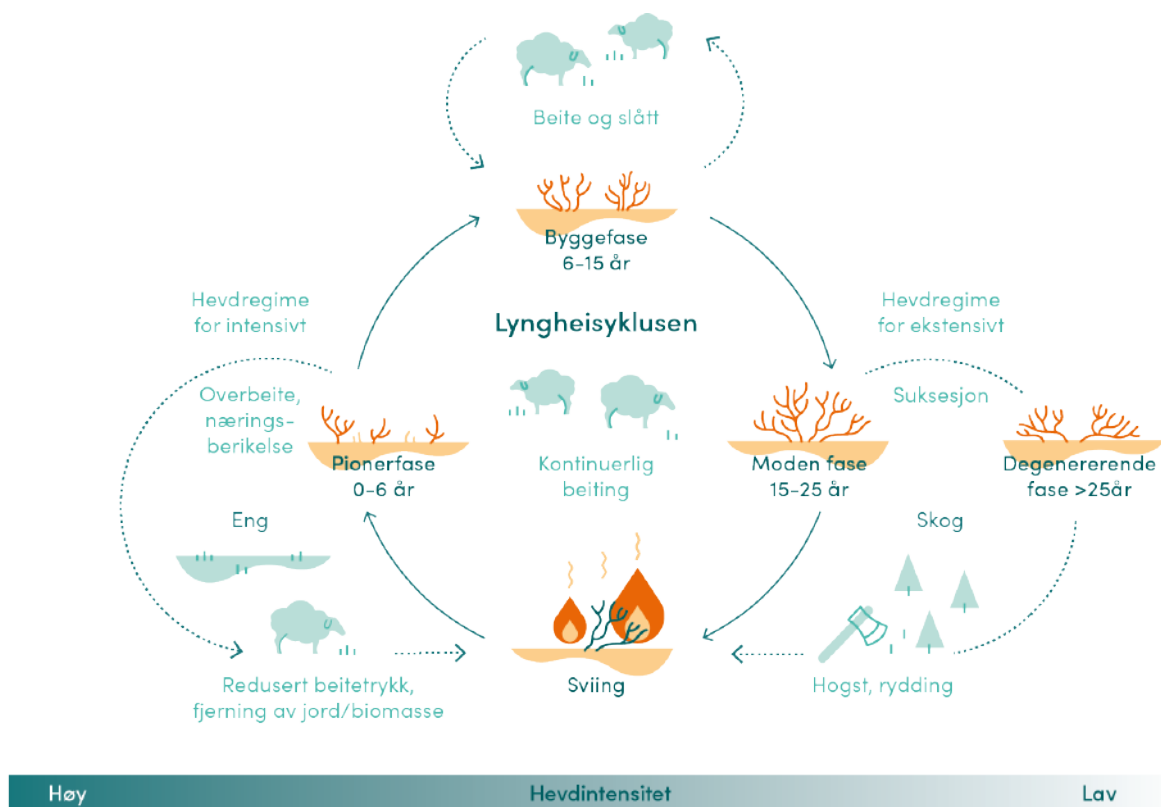 Beite og slått
Byggefase
6-15 år
Hevdregime
for intensivt
Lyngheisyklusen
Hevdregime
for ekstensivt
Overbeite,
nærings-
berikelse
Suksesjon
Pionerfase
0-6 år
Kontinuerlig
beiting
Moden fase
15-25 år
Degenererende
fase >25år
Eng
Skog
Redusert beitetrykk,
fjerning av jord/biomasse
Sviing
Hogst, rydding
Høy
Hevdintensitet
Lav